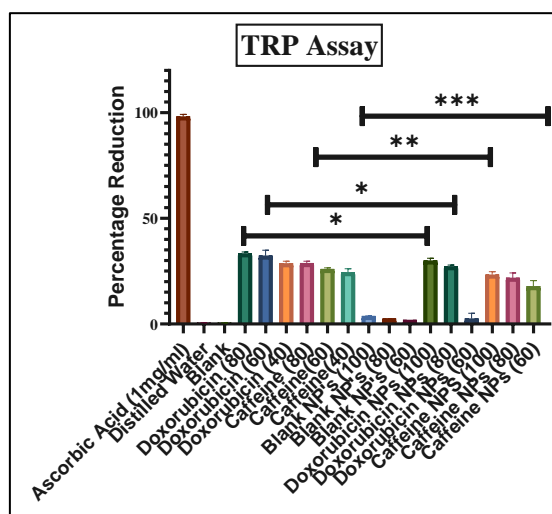 TRP Assay
Percentage Reduction
100
50
0
***
**
*
*
Ascorbic Acid (1mg/ml)
Distilled Water
Blank
Doxorubicin (80)
Doxorubicin (60)
Doxorubicin (40)
Caffeine (80)
Caffeine (60)
Caffeine (40)
Blank NPs (100)
Blank NPs (80)
Blank NPs (60)
Doxorubicin NPs (100)
Doxorubicin NPs (80)
Doxorubicin NPs (60)
Caffeine NPs (100)
Caffeine NPs (80)
Caffeine NPs (60)